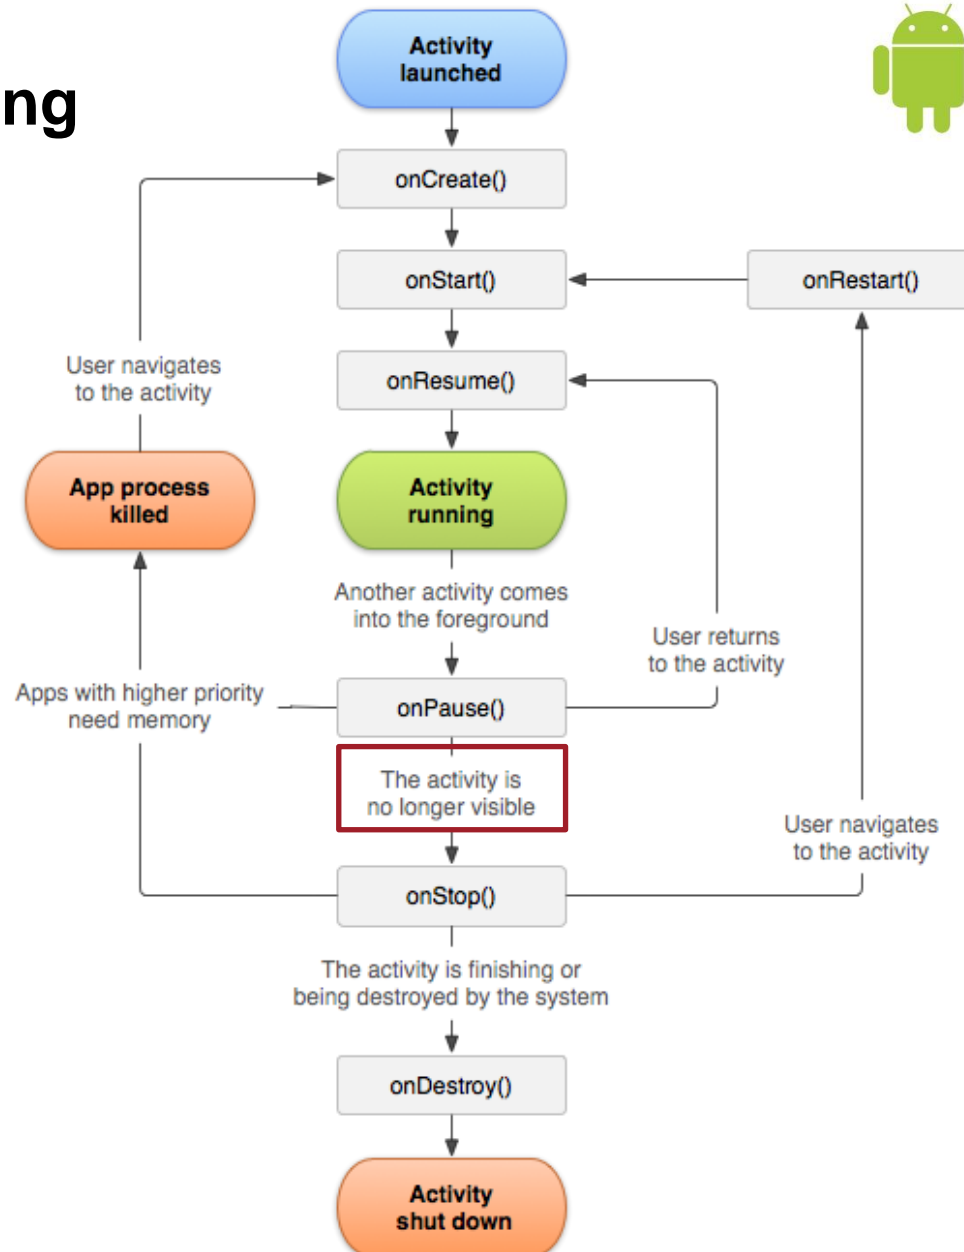 ng
Activity
launched
onCreate()
onStart()
onRestart()
User navigates
to the activity
onResume()
App process
killed
Activity
running
Another activity comes
into the foreground
User returns
to the activity
Apps with higher priority
need memory
onPause()
The activity is
no longer visible
User navigates
to the activity
onStop()
The activity is finishing or
being destroyed by the system
onDestroy()
Activity
shut down